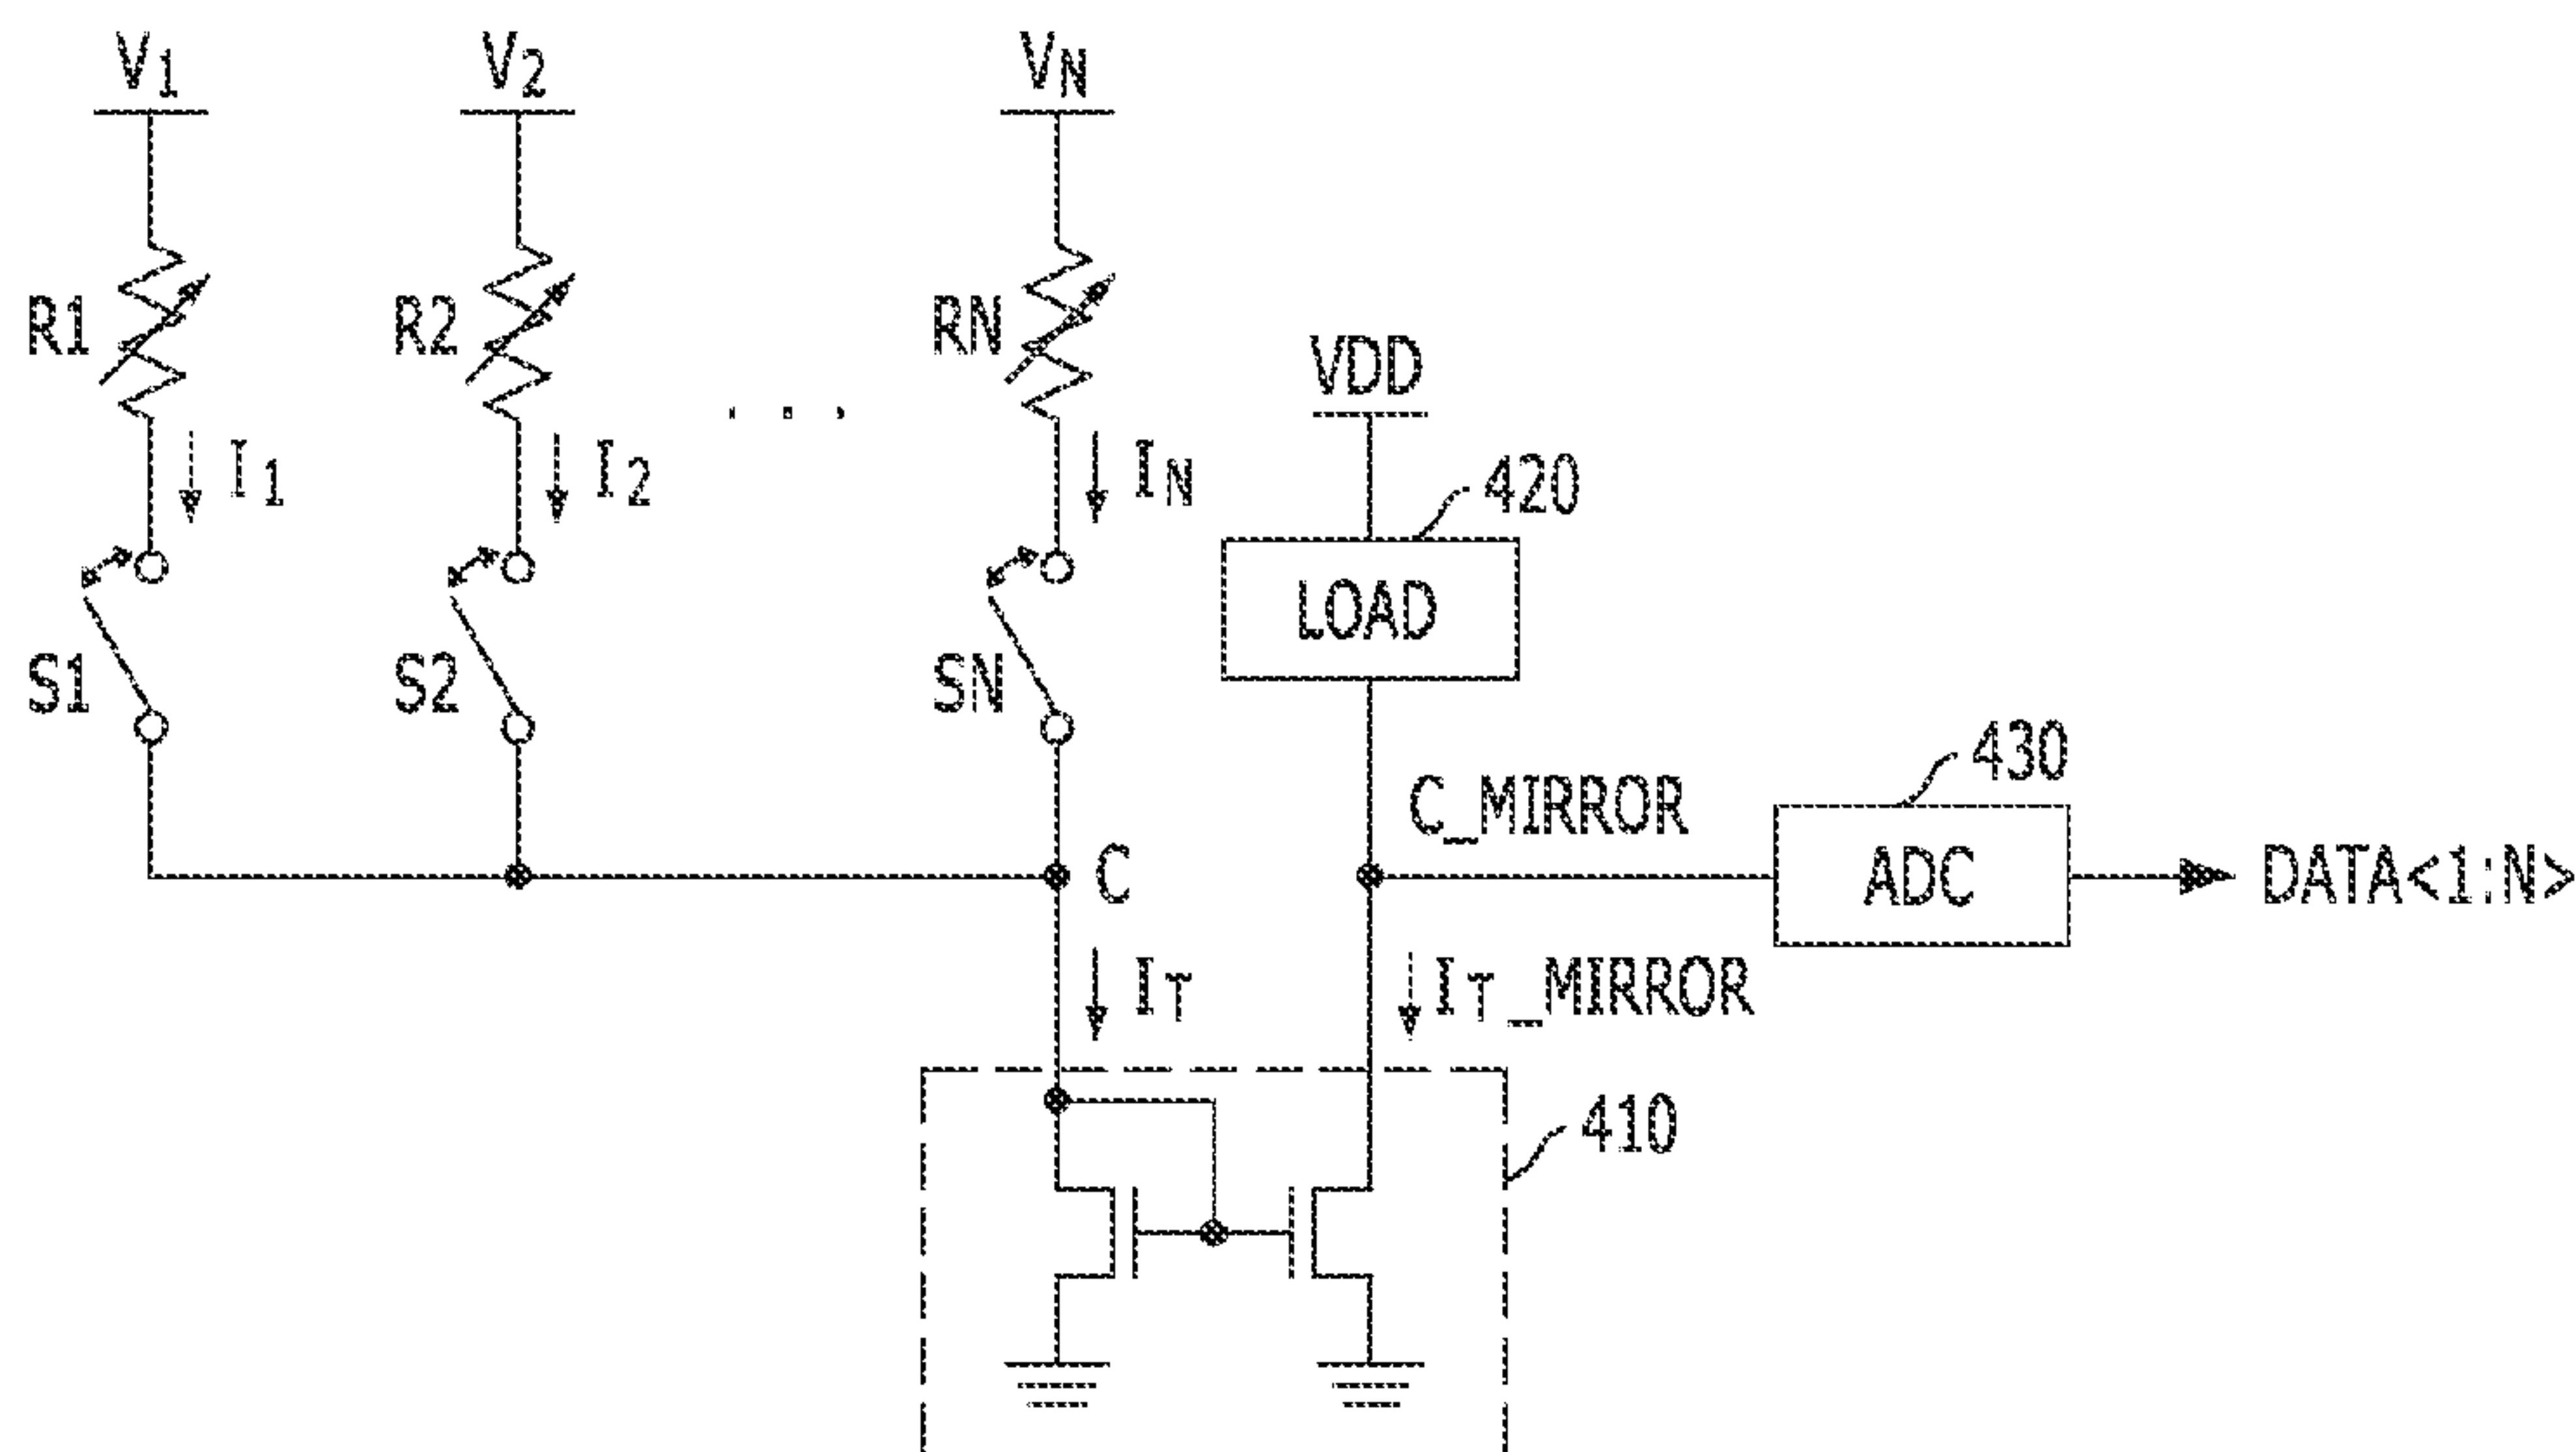 V1 V2 VN
R1 R2 RN
VDD
I1 I2 IN
420
LOAD
S1 S2 SN
430
C_MIRROR
C
ADC
DATA<1:N>
IT IT_MIRROR
410